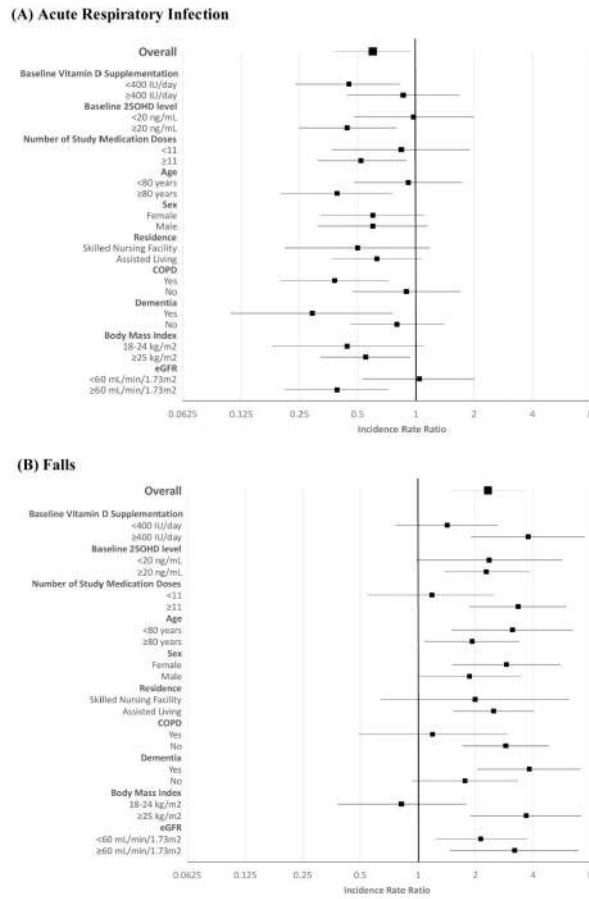 (A) Acute Respiratory Infection
Overall
Baseline Vitamin D Supplementation
<400 IU/day
≥400 IU/day
Baseline 25OHD level
<20 ng/mL
≥20 ng/mL
Number of Study Medication Doses
<11
≥11
Age
<80 years
≥80 years
Sex
Female
Male
Residence
Skilled Nursing Facility
Assisted Living
COPD
Yes
No
Dementia
Yes
No
Body Mass Index
18-24 kg/m2
≥25 kg/m2
eGFR
<60 mL/min/1.73m2
≥60 mL/min/1.73m2
0.0625 0.125 0.25 0.5 1 2 4
Incidence Rate Ratio
(B) Falls
Overall
Baseline Vitamin D Supplementation
<400 IU/day
≥400 IU/day
Baseline 25OHD level
<20 ng/mL
≥20 ng/mL
Number of Study Medication Doses
<11
≥11
Age
<80 years
≥80 years
Sex
Female
Male
Residence
Skilled Nursing Facility
Assisted Living
COPD
Yes
No
Dementia
Yes
No
Body Mass Index
18-24 kg/m2
≥25 kg/m2
eGFR
<60 mL/min/1.73m2
≥60 mL/min/1.73m2
0.0625 0.125 0.25 0.5 1 2 4
Incidence Rate Ratio